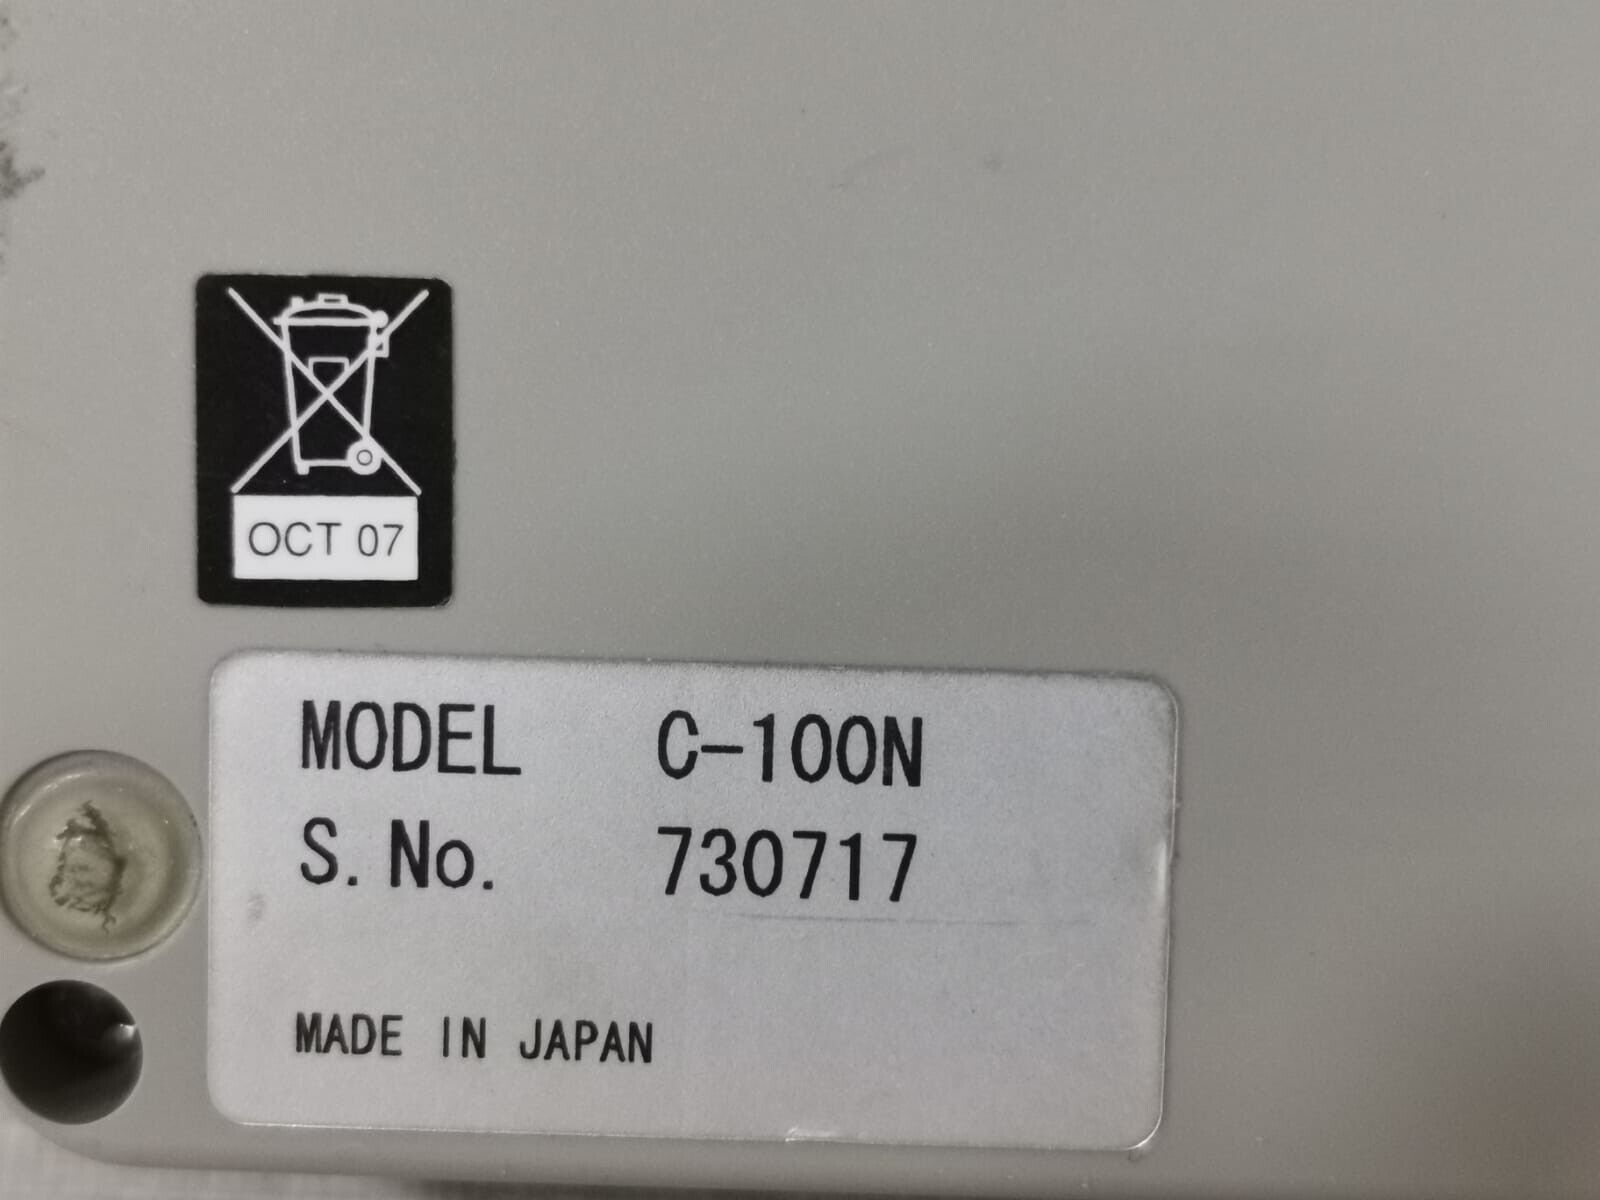 OCT 07
MODEL C-100N
S. No. 730717
MADE IN JAPAN